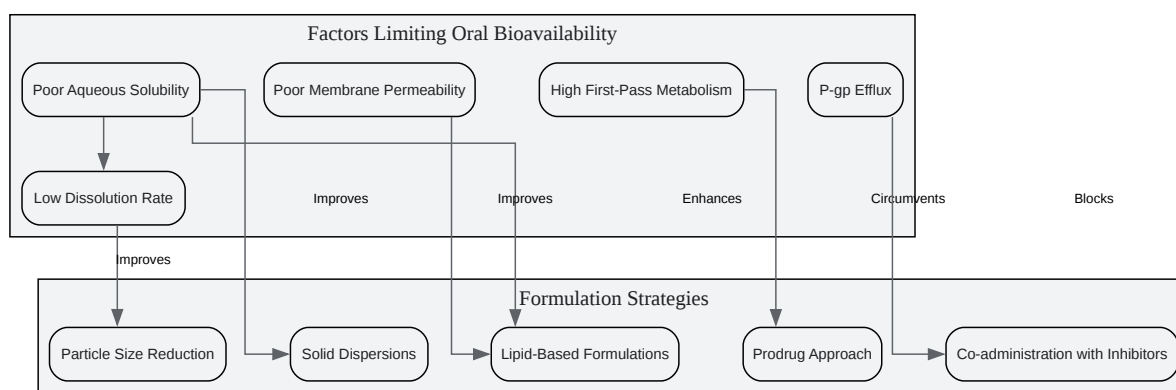 Factors Limiting Oral Bioavailability
Poor Aqueous Solubility
Poor Membrane Permeability
High First-Pass Metabolism
P-gp Efflux
Low Dissolution Rate
Improves
Improves
Enhances
Circumvents
Blocks
Improves
Formulation Strategies
Particle Size Reduction
Solid Dispersions
Lipid-Based Formulations
Prodrug Approach
Co-administration with Inhibitors